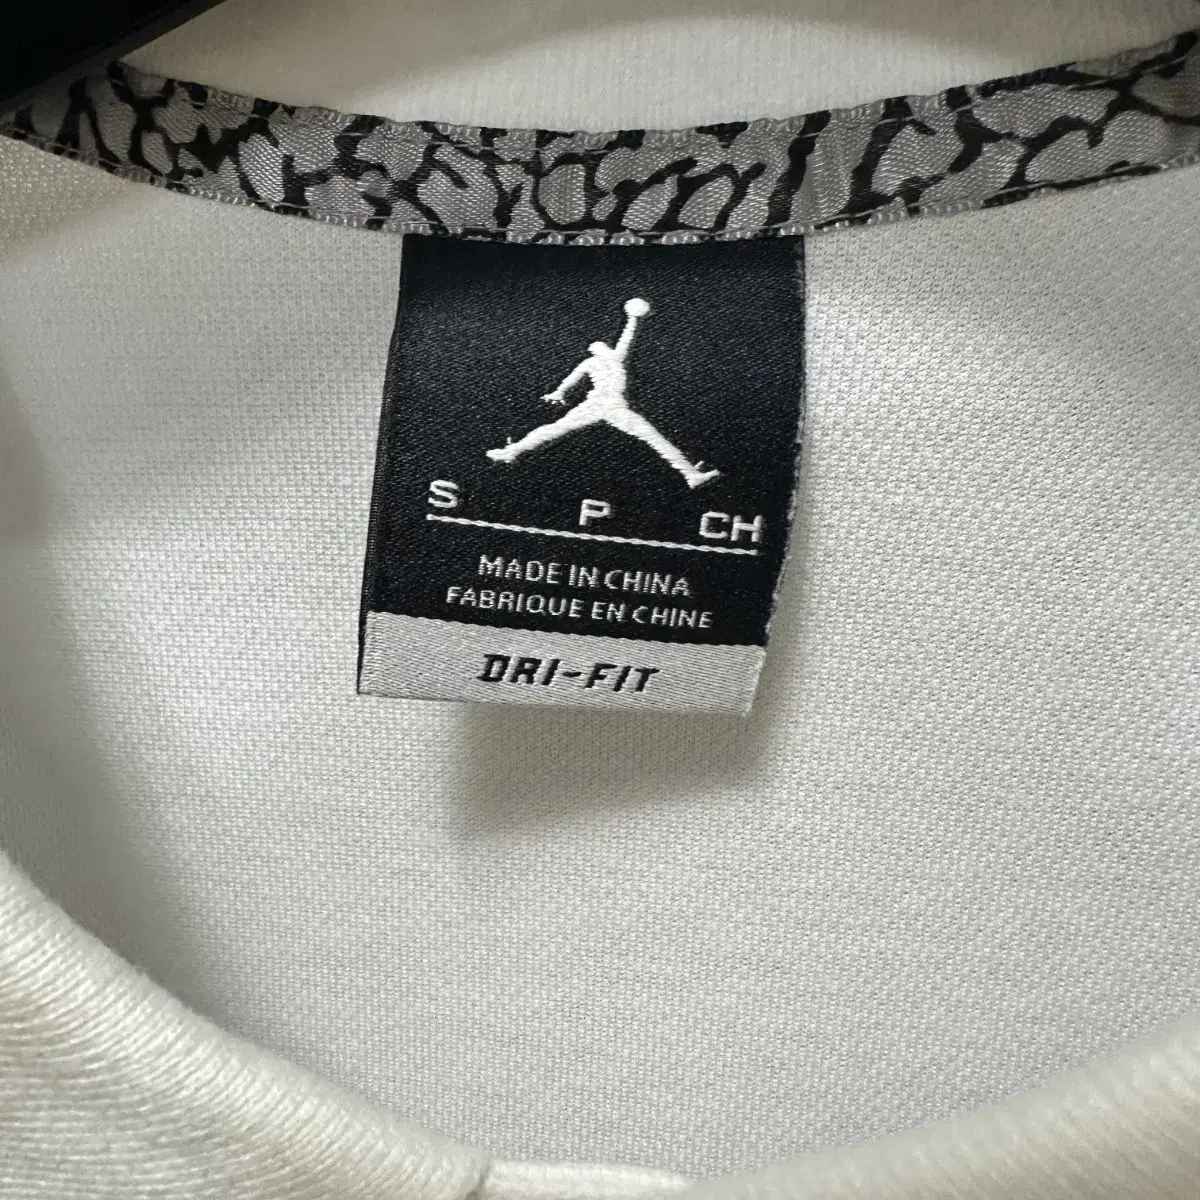 S P CH
MADE IN CHINA
FABRIQUE EN CHINE
DRI-FIT